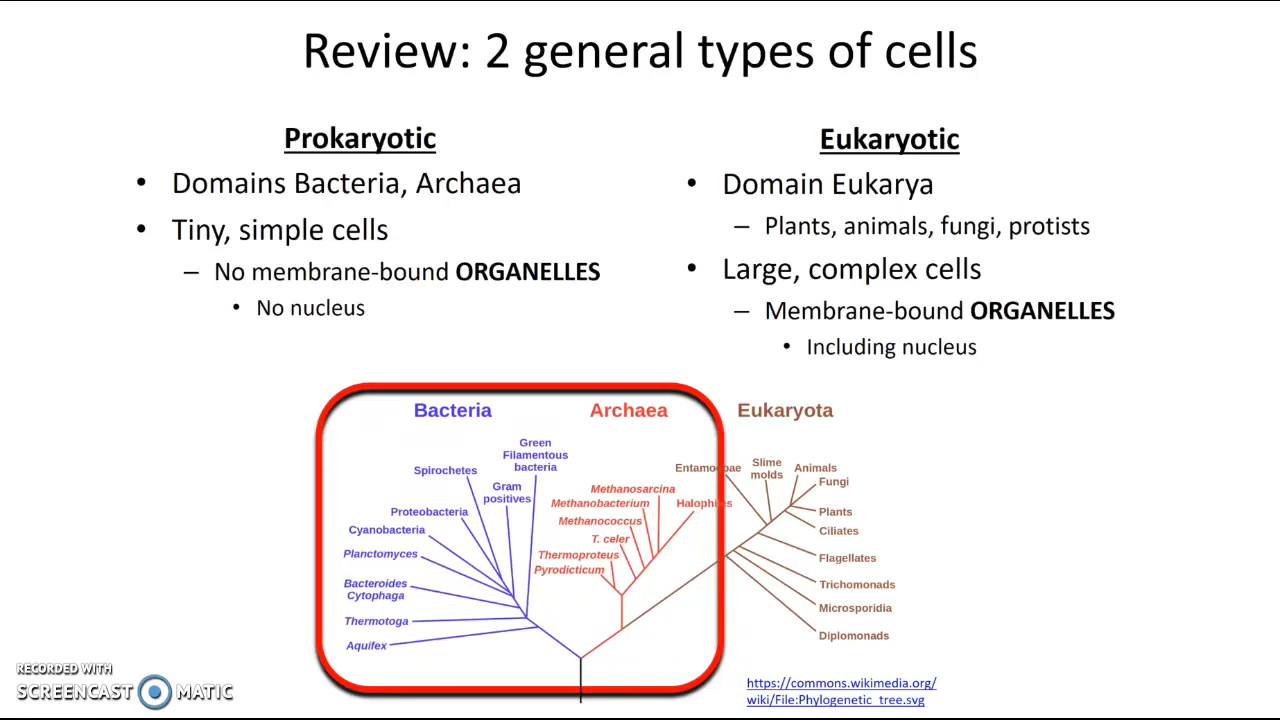 Review: 2 general types of cells
Prokaryotic
• Domains Bacteria, Archaea
• Tiny, simple cells
– No membrane-bound ORGANELLES
• No nucleus
Eukaryotic
• Domain Eukarya
– Plants, animals, fungi, protists
• Large, complex cells
– Membrane-bound ORGANELLES
• Including nucleus
Bacteria
Archaea
Eukaryota
Green
Filamentous
bacteria
Spirochetes
Gram
positives
Proteobacteria
Cyanobacteria
Planctomyces
Bacteroides
Cytophaga
Thermotoga
Aquifex
Methanosarcina
Methanobacterium
Halophiles
Methanococcus
T. celer
Thermoproteus
Pyrodicticum
Entamoebae
Slime
molds
Animals
Fungi
Plants
Ciliates
Flagellates
Trichomonads
Microsporidia
Diplomonads
RECORDED WITH
SCREENCAST MATIC
https://commons.wikimedia.org/
wiki/File:Phylogenetic_tree.svg